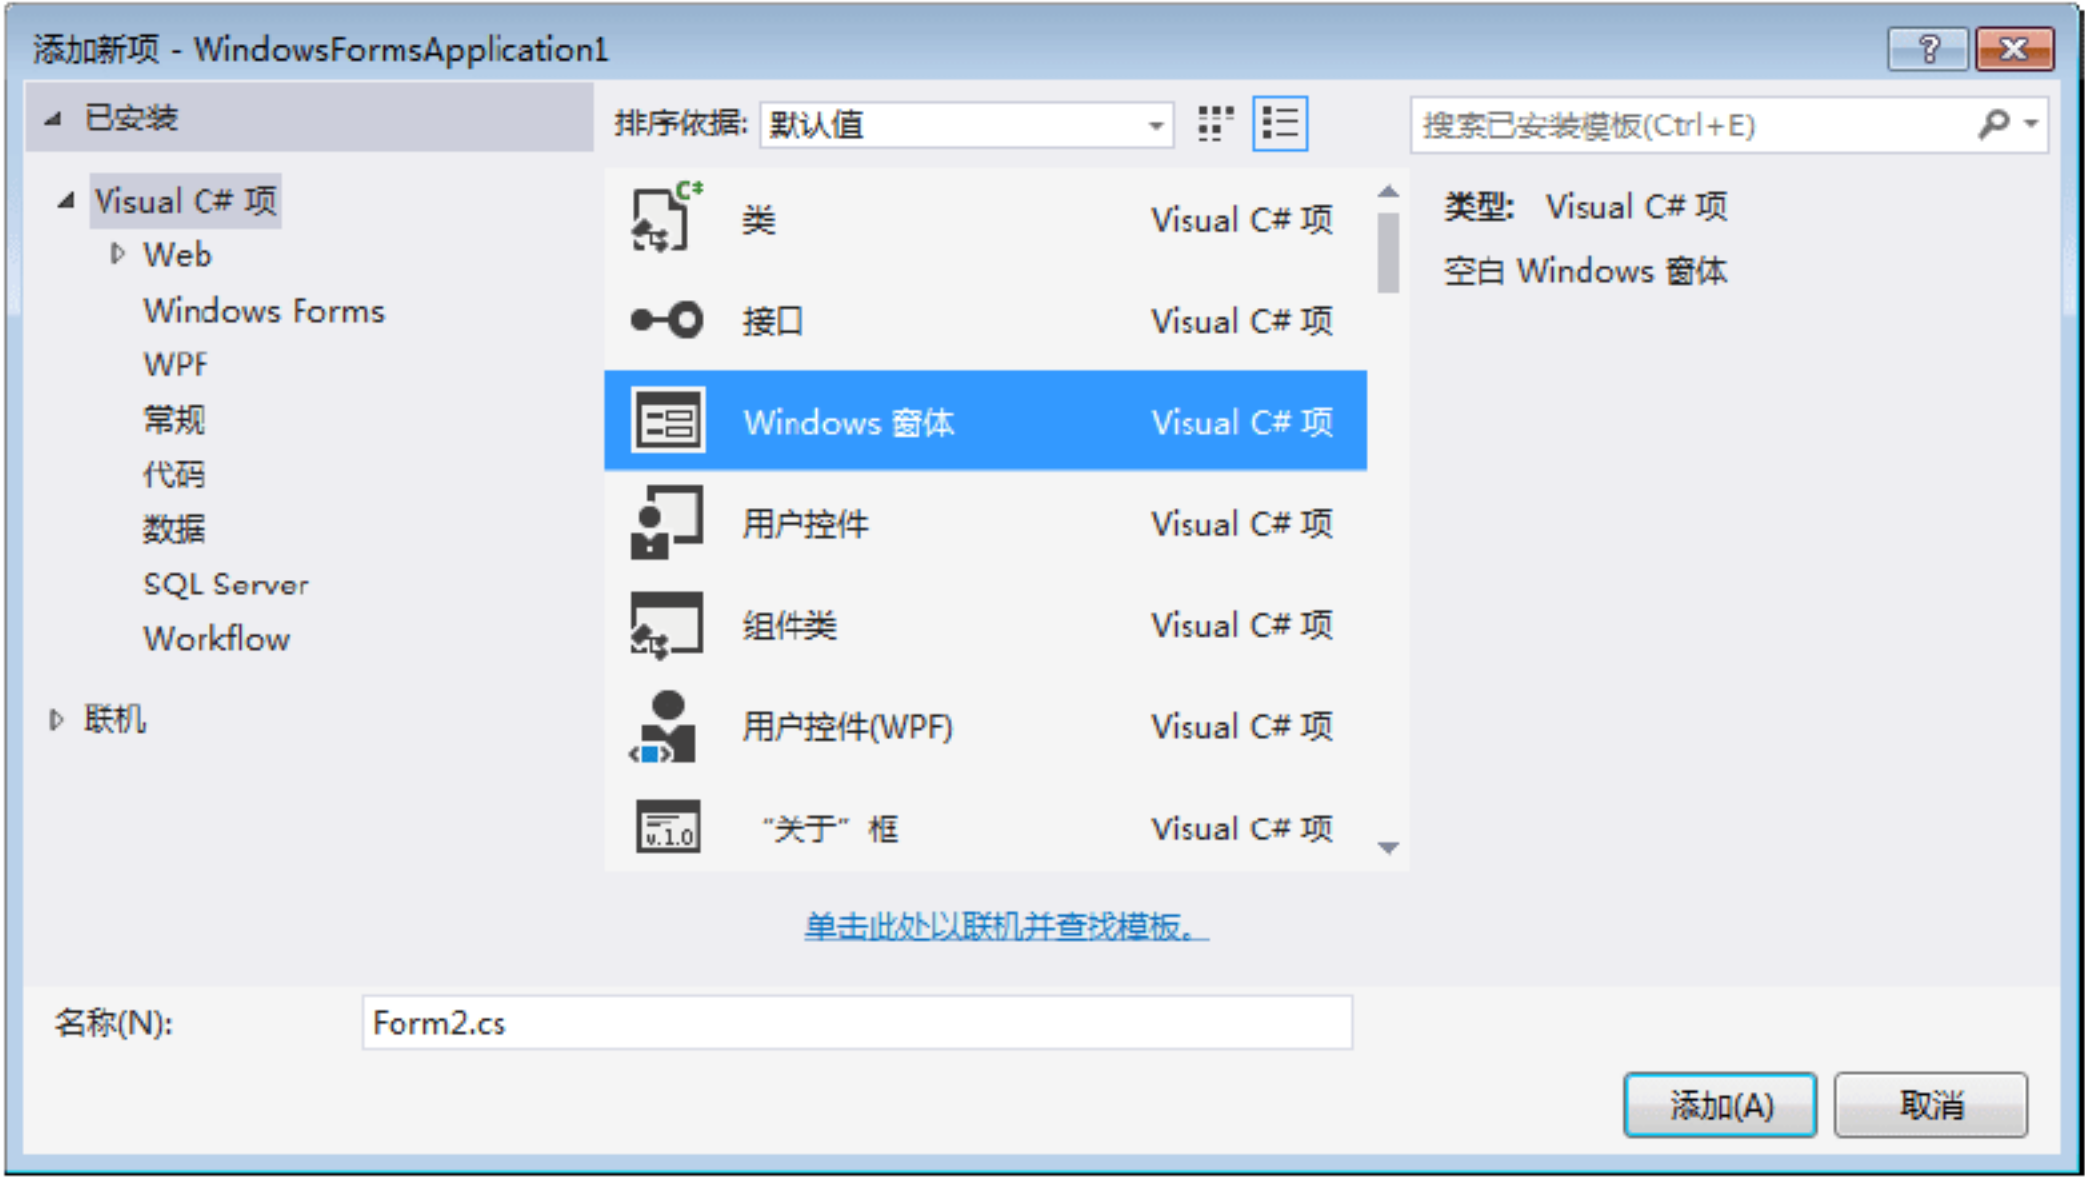 添加新项 - WindowsFormsApplication1
已安装
排序依据: 默认值
搜索已安装模板(Ctrl+E)
Visual C# 项
Web
Windows Forms
WPF
常规
代码
数据
SQL Server
Workflow
联机
类 Visual C# 项
接口 Visual C# 项
Windows 窗体 Visual C# 项
用户控件 Visual C# 项
组件类 Visual C# 项
用户控件(WPF) Visual C# 项
“关于”框 Visual C# 项
类型: Visual C# 项
空白 Windows 窗体
单击此处以联机并查找模板。
名称(N): Form2.cs
添加(A) 取消